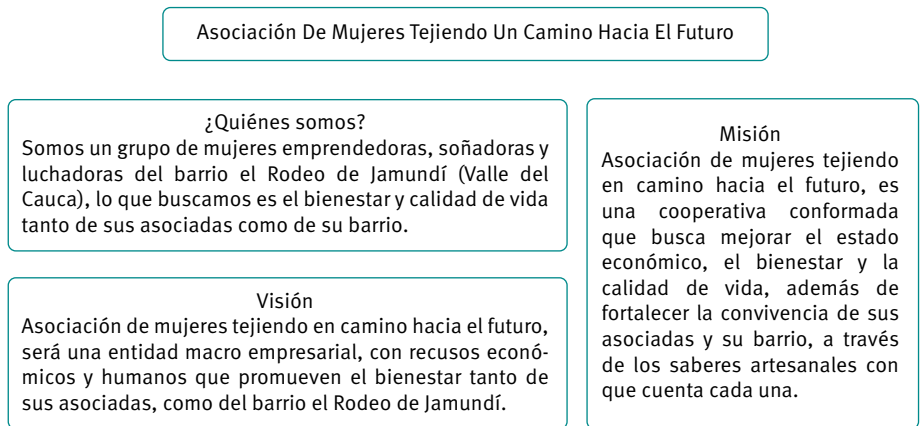 Asociación De Mujeres Tejiendo Un Camino Hacia El Futuro
¿Quiénes somos?
Somos un grupo de mujeres emprendedoras, soñadoras y
luchadoras del barrio el Rodeo de Jamundí (Valle del
Cauca), lo que buscamos es el bienestar y calidad de vida
tanto de sus asociadas como de su barrio.
Visión
Asociación de mujeres tejiendo en camino hacia el futuro,
será una entidad macro empresarial, con recusos econó-
micos y humanos que promueven el bienestar tanto de
sus asociadas, como del barrio el Rodeo de Jamundí.
Misión
Asociación de mujeres tejiendo
en camino hacia el futuro, es
una cooperativa conformada
que busca mejorar el estado
económico, el bienestar y la
calidad de vida, además de
fortalecer la convivencia de sus
asociadas y su barrio, a través
de los saberes artesanales con
que cuenta cada una.